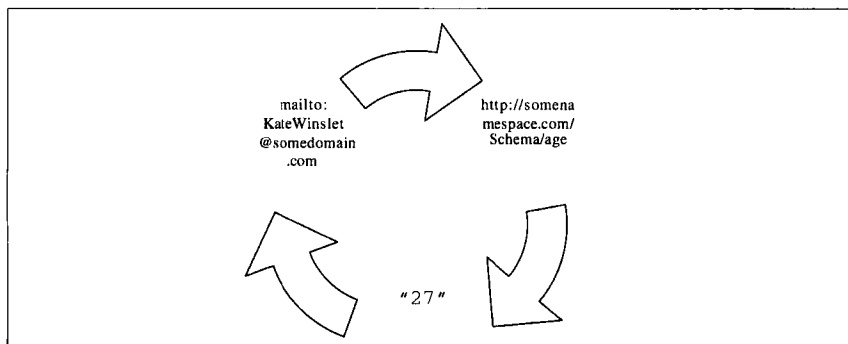 mailto:
KateWinslet
@somedomain
.com
http://somena
mespace.com/
Schema/age
"27"